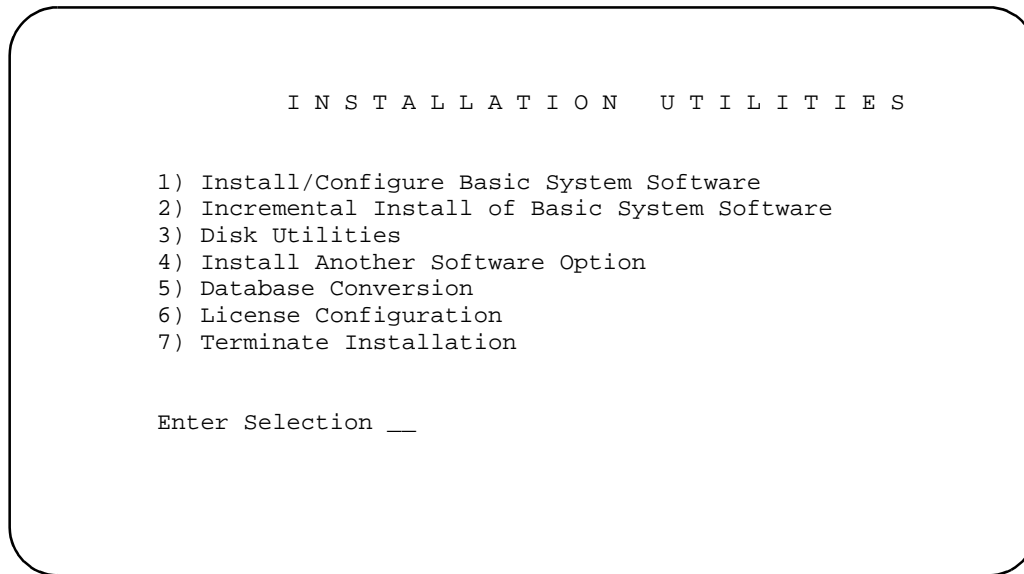 I N S T A L L A T I O N   U T I L I T I E S
1) Install/Configure Basic System Software
2) Incremental Install of Basic System Software
3) Disk Utilities
4) Install Another Software Option
5) Database Conversion
6) License Configuration
7) Terminate Installation
Enter Selection __